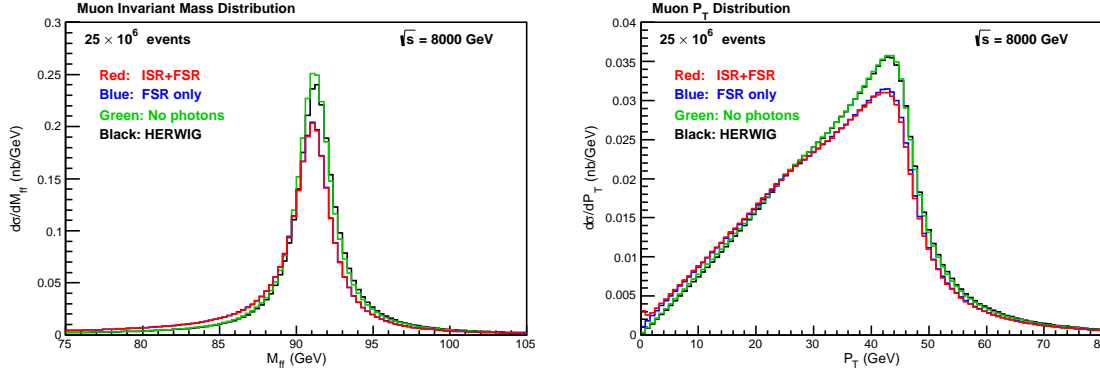 Muon Invariant Mass Distribution
25 × 10⁶ events
√s = 8000 GeV
Red: ISR+FSR
Blue: FSR only
Green: No photons
Black: HERWIG
dσ/dM_ff (nb/GeV)
0.3
0.25
0.2
0.15
0.1
0.05
0
75 80 85 90 95 100 105
M_ff (GeV)
Muon P_T Distribution
25 × 10⁶ events
√s = 8000 GeV
Red: ISR+FSR
Blue: FSR only
Green: No photons
Black: HERWIG
dσ/dP_T (nb/GeV)
0.04
0.035
0.03
0.025
0.02
0.015
0.01
0.005
0
0 10 20 30 40 50 60 70
P_T (GeV)